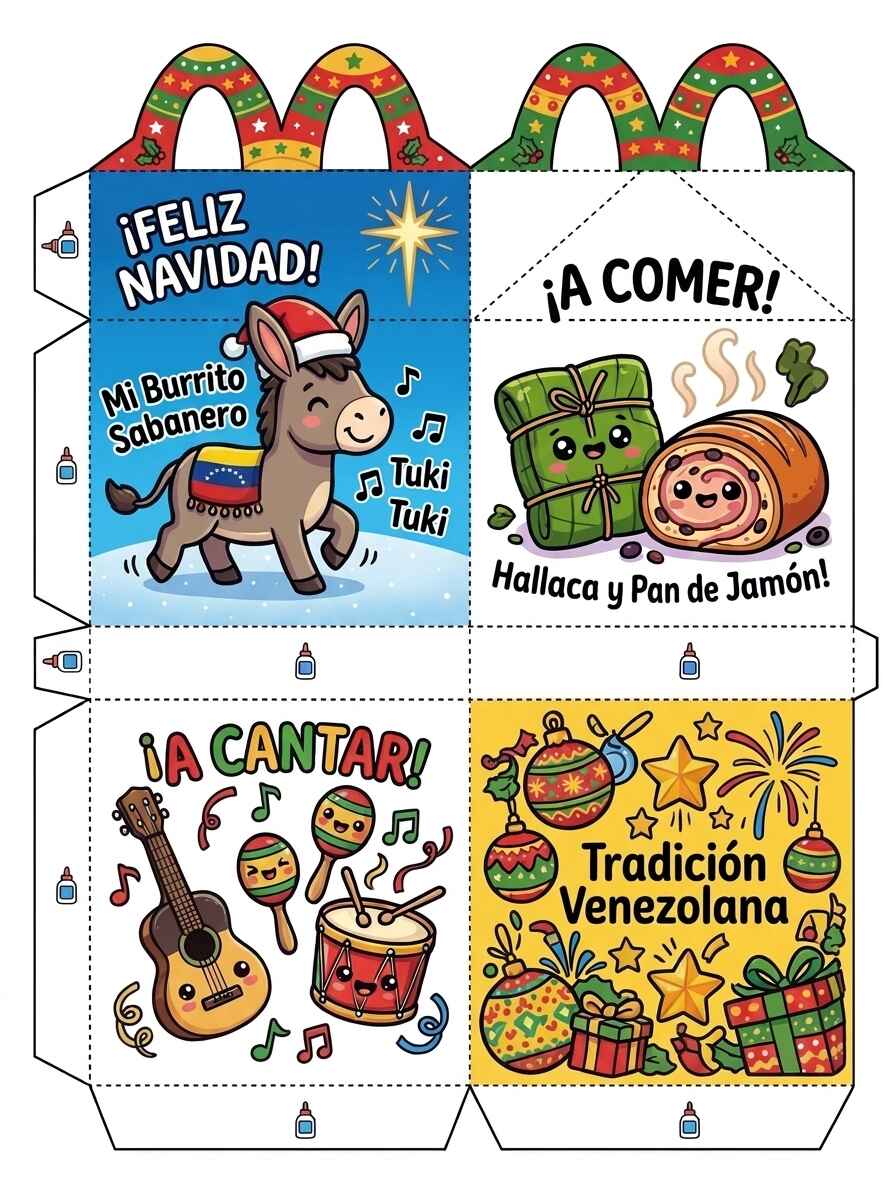 ¡FELIZ
NAVIDAD!
Mi Burrito
Sabanero
Tuki
Tuki
¡A COMER!
Hallaca y Pan de Jamón!
¡A CANTAR!
Tradición
Venezolana